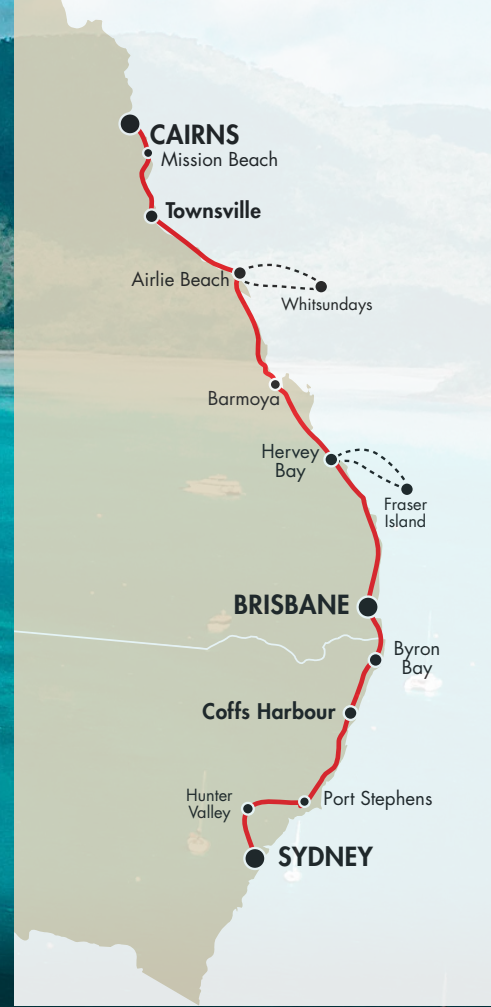 CAIRNS
Mission Beach
Townsville
Airlie Beach
Whitsundays
Barmoya
Hervey
Bay
Fraser
Island
BRISBANE
Byron
Bay
Coffs Harbour
Hunter
Valley
Port Stephens
SYDNEY